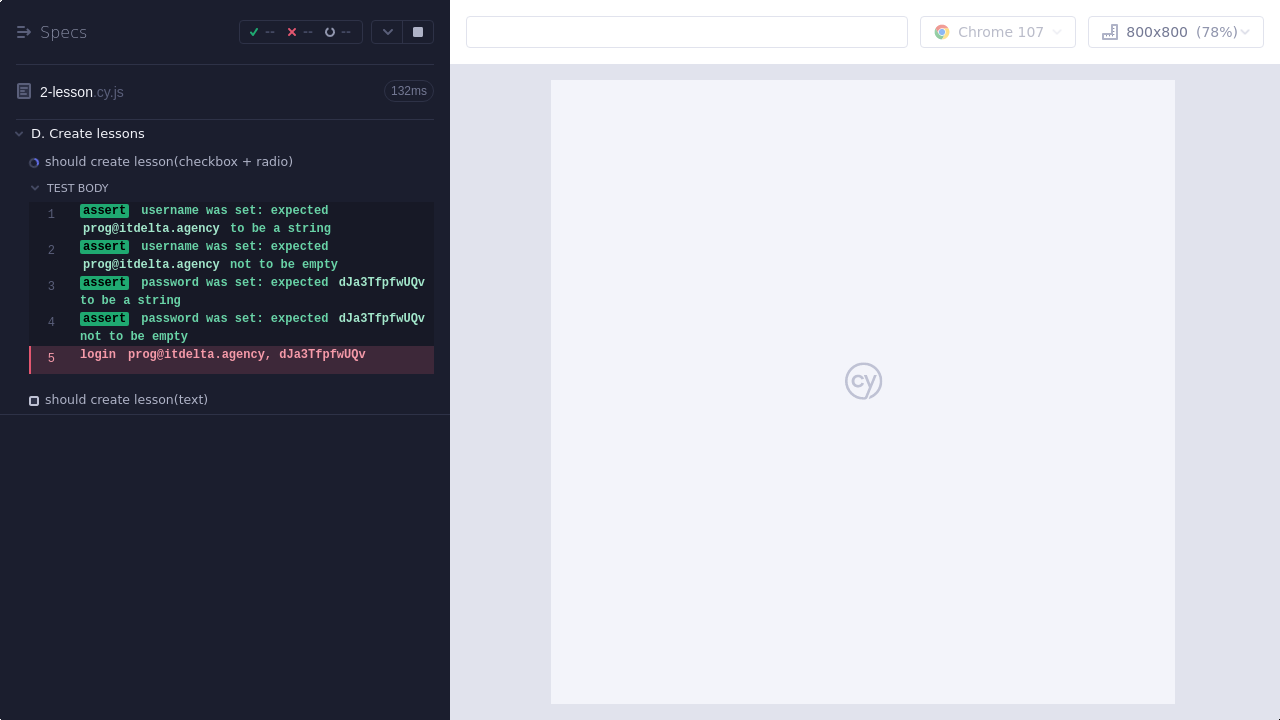 Specs
--
--
--
Chrome 107
800x800 (78%)
2-lesson.cy.js
132ms
D. Create lessons
should create lesson(checkbox + radio)
TEST BODY
1 assert username was set: expected
prog@itdelta.agency to be a string
2 assert username was set: expected
prog@itdelta.agency not to be empty
3 assert password was set: expected dJa3TfpfwUQv
to be a string
4 assert password was set: expected dJa3TfpfwUQv
not to be empty
5 login prog@itdelta.agency, dJa3TfpfwUQv
should create lesson(text)
cy